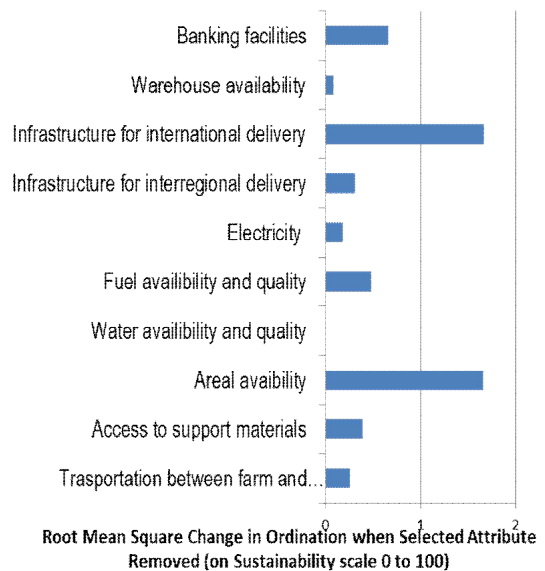 Banking facilities
Warehouse availability
Infrastructure for international delivery
Infrastructure for interregional delivery
Electricity
Fuel availibility and quality
Water availibility and quality
Areal avaibility
Access to support materials
Trasportation between farm and...
0 1 2
Root Mean Square Change in Ordination when Selected Attribute
Removed (on Sustainability scale 0 to 100)